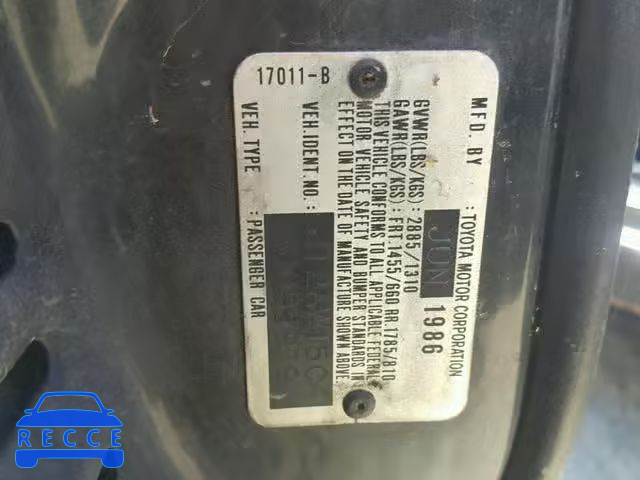 MFD. BY : TOYOTA MOTOR CORPORATION
JUN 1986
GVWR(LBS/KGS) : 2885/1310
GAWR(LBS/KGS) : FRT. 1455/660 RR. 1785/810
THIS VEHICLE CONFORMS TO ALL APPLICABLE FEDERAL
MOTOR VEHICLE SAFETY AND BUMPER STANDARDS IN
EFFECT ON THE DATE OF MANUFACTURE SHOWN ABOVE.
VEH.IDENT.NO.:
VEH. TYPE : PASSENGER CAR
17011-B
RECCE